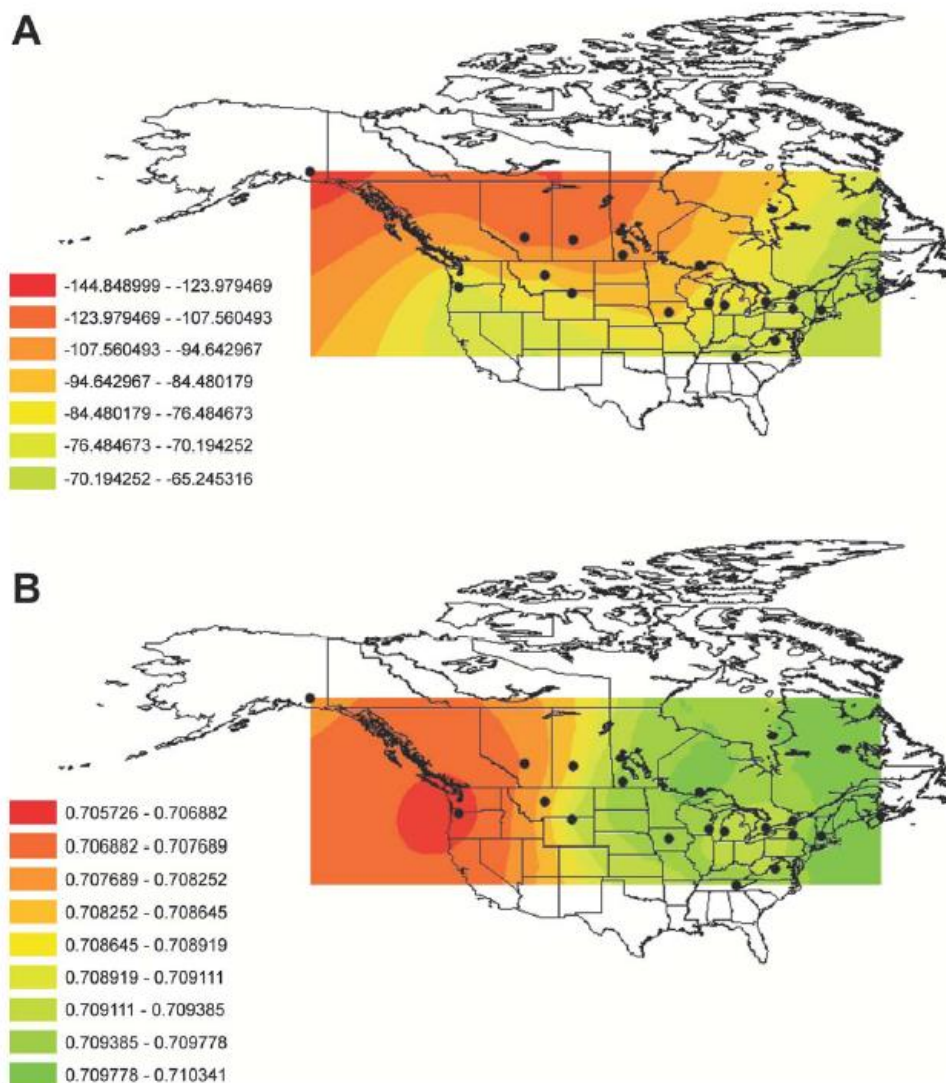 A
-144.848999 - -123.979469
-123.979469 - -107.560493
-107.560493 - -94.642967
-94.642967 - -84.480179
-84.480179 - -76.484673
-76.484673 - -70.194252
-70.194252 - -65.245316
B
0.705726 - 0.706882
0.706882 - 0.707689
0.707689 - 0.708252
0.708252 - 0.708645
0.708645 - 0.708919
0.708919 - 0.709111
0.709111 - 0.709385
0.709385 - 0.709778
0.709778 - 0.710341